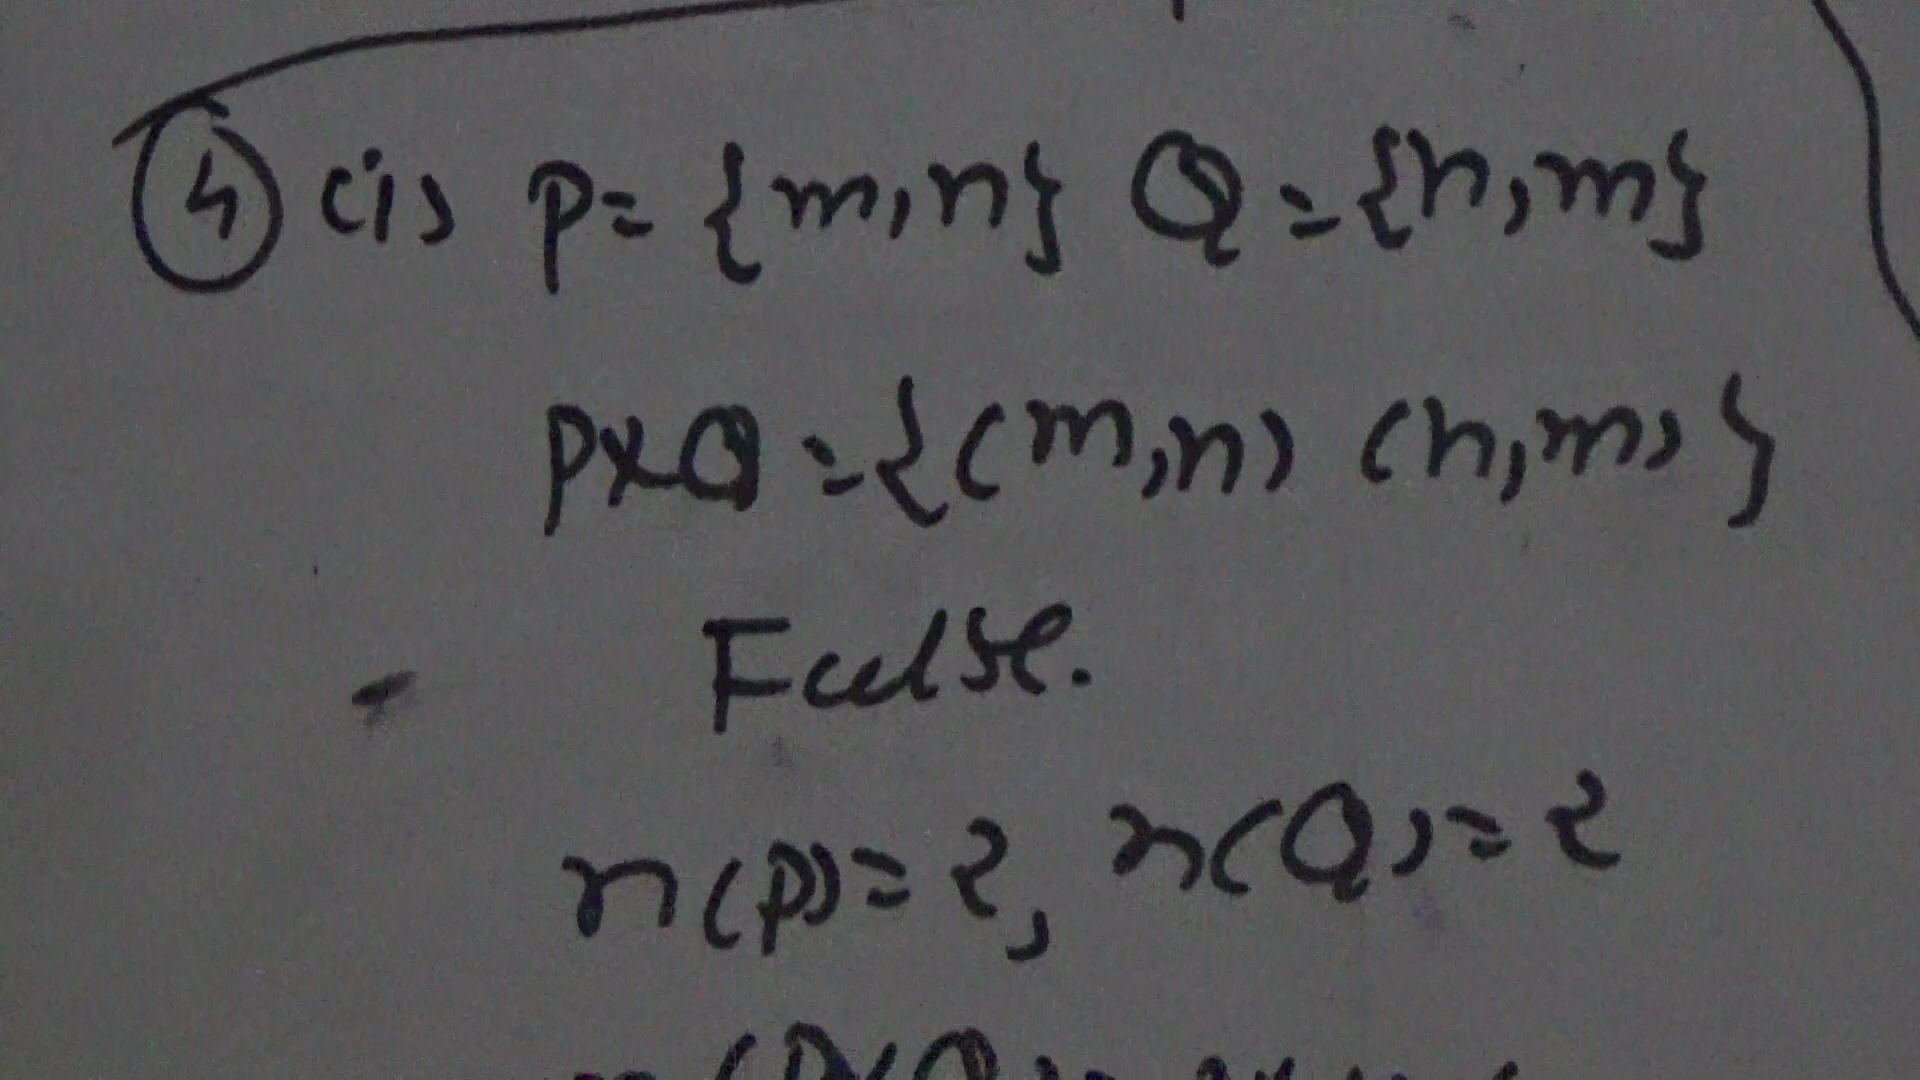 ④ (i) P= {m,n} Q = {n,m}
P×Q = {(m,n) (n,m)}
False.
n(P) = 2, n(Q) = 2
n(P×Q) =